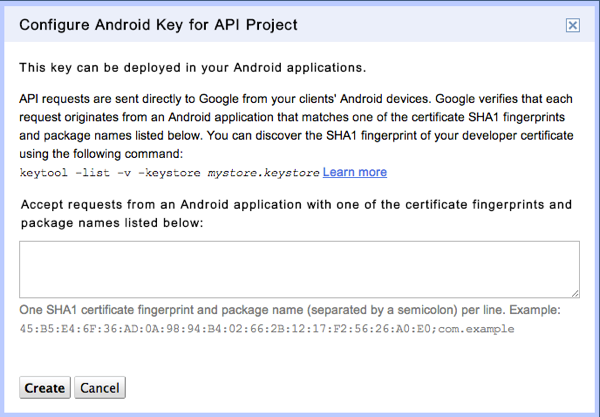 Configure Android Key for API Project
This key can be deployed in your Android applications.
API requests are sent directly to Google from your clients' Android devices. Google verifies that each
request originates from an Android application that matches one of the certificate SHA1 fingerprints
and package names listed below. You can discover the SHA1 fingerprint of your developer certificate
using the following command:
keytool -list -v -keystore mystore.keystore Learn more
Accept requests from an Android application with one of the certificate fingerprints and
package names listed below:
One SHA1 certificate fingerprint and package name (separated by a semicolon) per line. Example:
45:B5:E4:6F:36:AD:0A:98:94:B4:02:66:2B:12:17:F2:56:26:A0:E0;com.example
Create Cancel